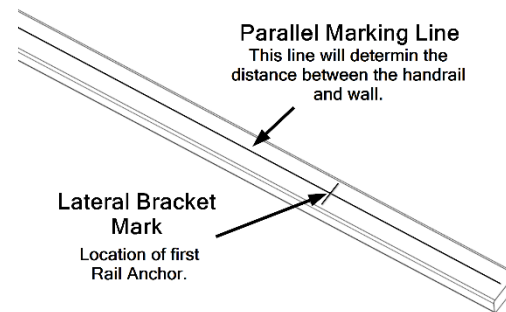 Parallel Marking Line
This line will determin the
distance between the handrail
and wall.
Lateral Bracket
Mark
Location of first
Rail Anchor.